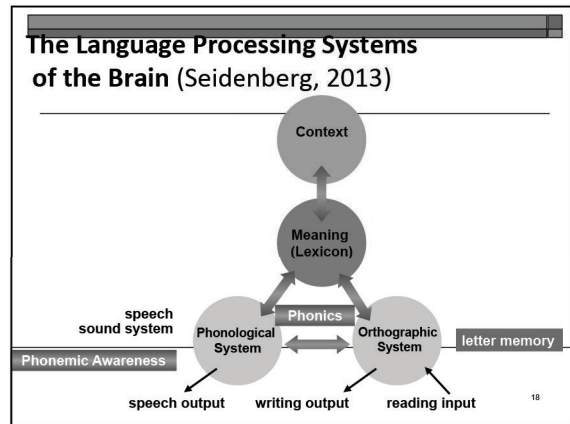 The Language Processing Systems
of the Brain (Seidenberg, 2013)
Context
Meaning
(Lexicon)
Phonics
speech
sound system
Phonological
System
Orthographic
System
letter memory
Phonemic Awareness
speech output
writing output
reading input
18